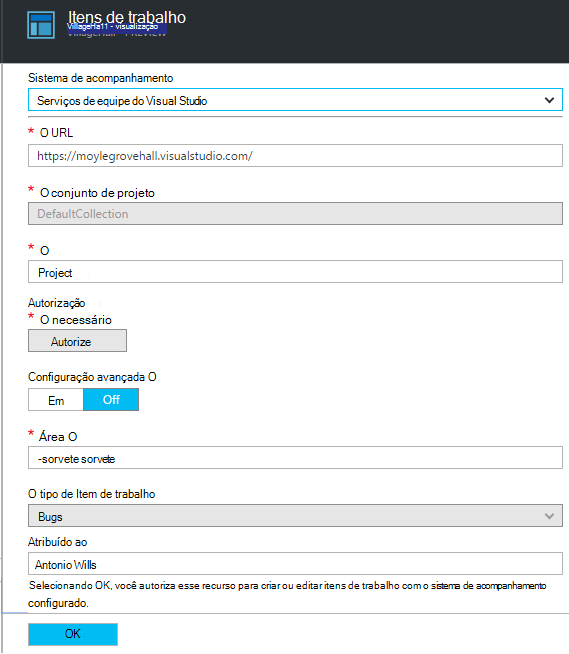 Itens de trabalho
VillageHa11 - visualização
Sistema de acompanhamento
Serviços de equipe do Visual Studio
* O URL
https://moylegrovehall.visualstudio.com/
* O conjunto de projeto
DefaultCollection
* O
Project
Autorização
* O necessário
Autorize
Configuração avançada O
Em Off
* Área O
-sorvete sorvete
O tipo de Item de trabalho
Bugs
Atribuído ao
Antonio Wills
Selecionando OK, você autoriza esse recurso para criar ou editar itens de trabalho com o sistema de acompanhamento
configurado.
OK